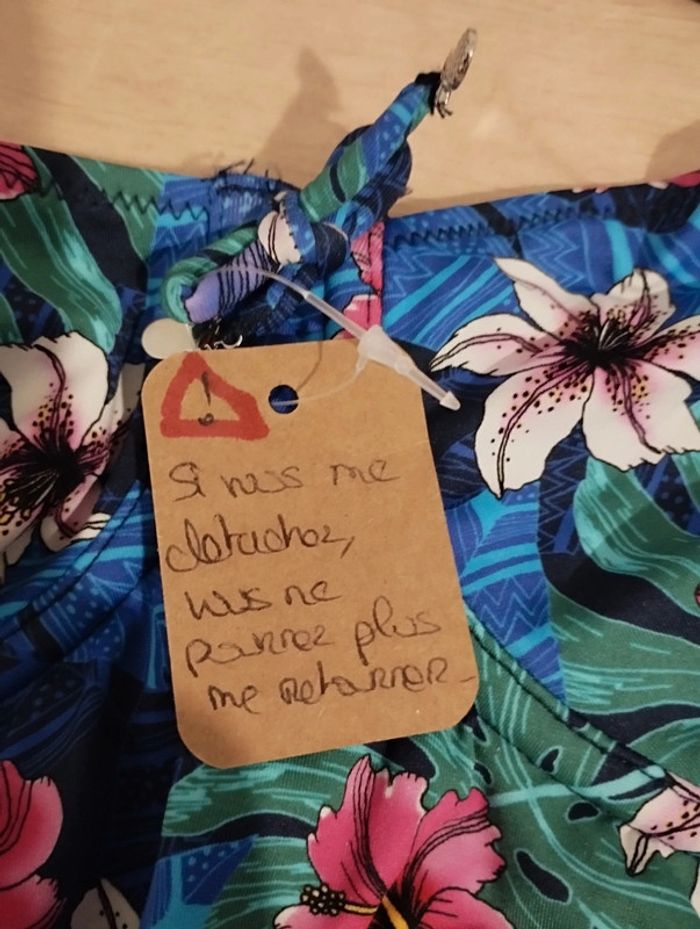 !
Si vous me
detachez,
vous ne
pourrez plus
me retourner.